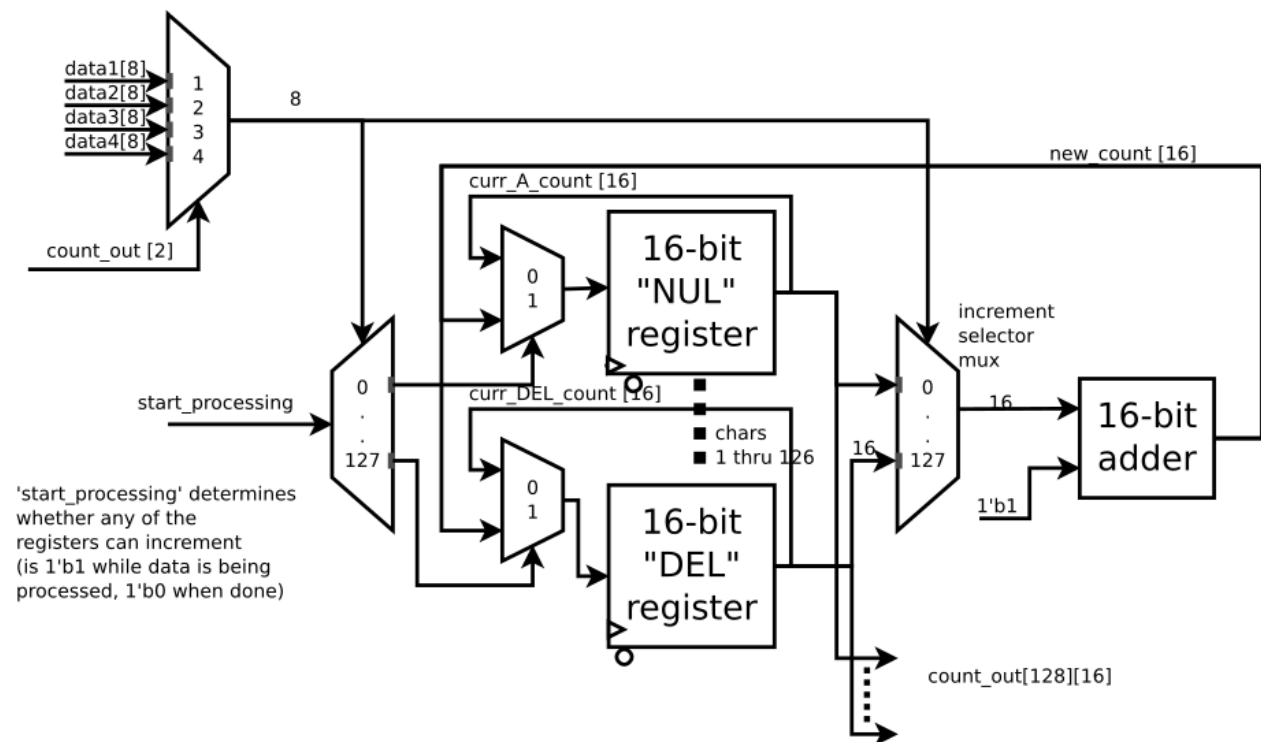 data1[8]
data2[8]
data3[8]
data4[8]
1
2
3
4
8
count_out [2]
new_count [16]
curr_A_count [16]
0
1
16-bit
"NUL"
register
increment
selector
mux
start_processing
0
.
.
127
curr_DEL_count [16]
chars
1 thru 126
0
1
16-bit
"DEL"
register
16
0
.
.
127
16
1'b1
16-bit
adder
'start_processing' determines
whether any of the
registers can increment
(is 1'b1 while data is being
processed, 1'b0 when done)
count_out[128][16]